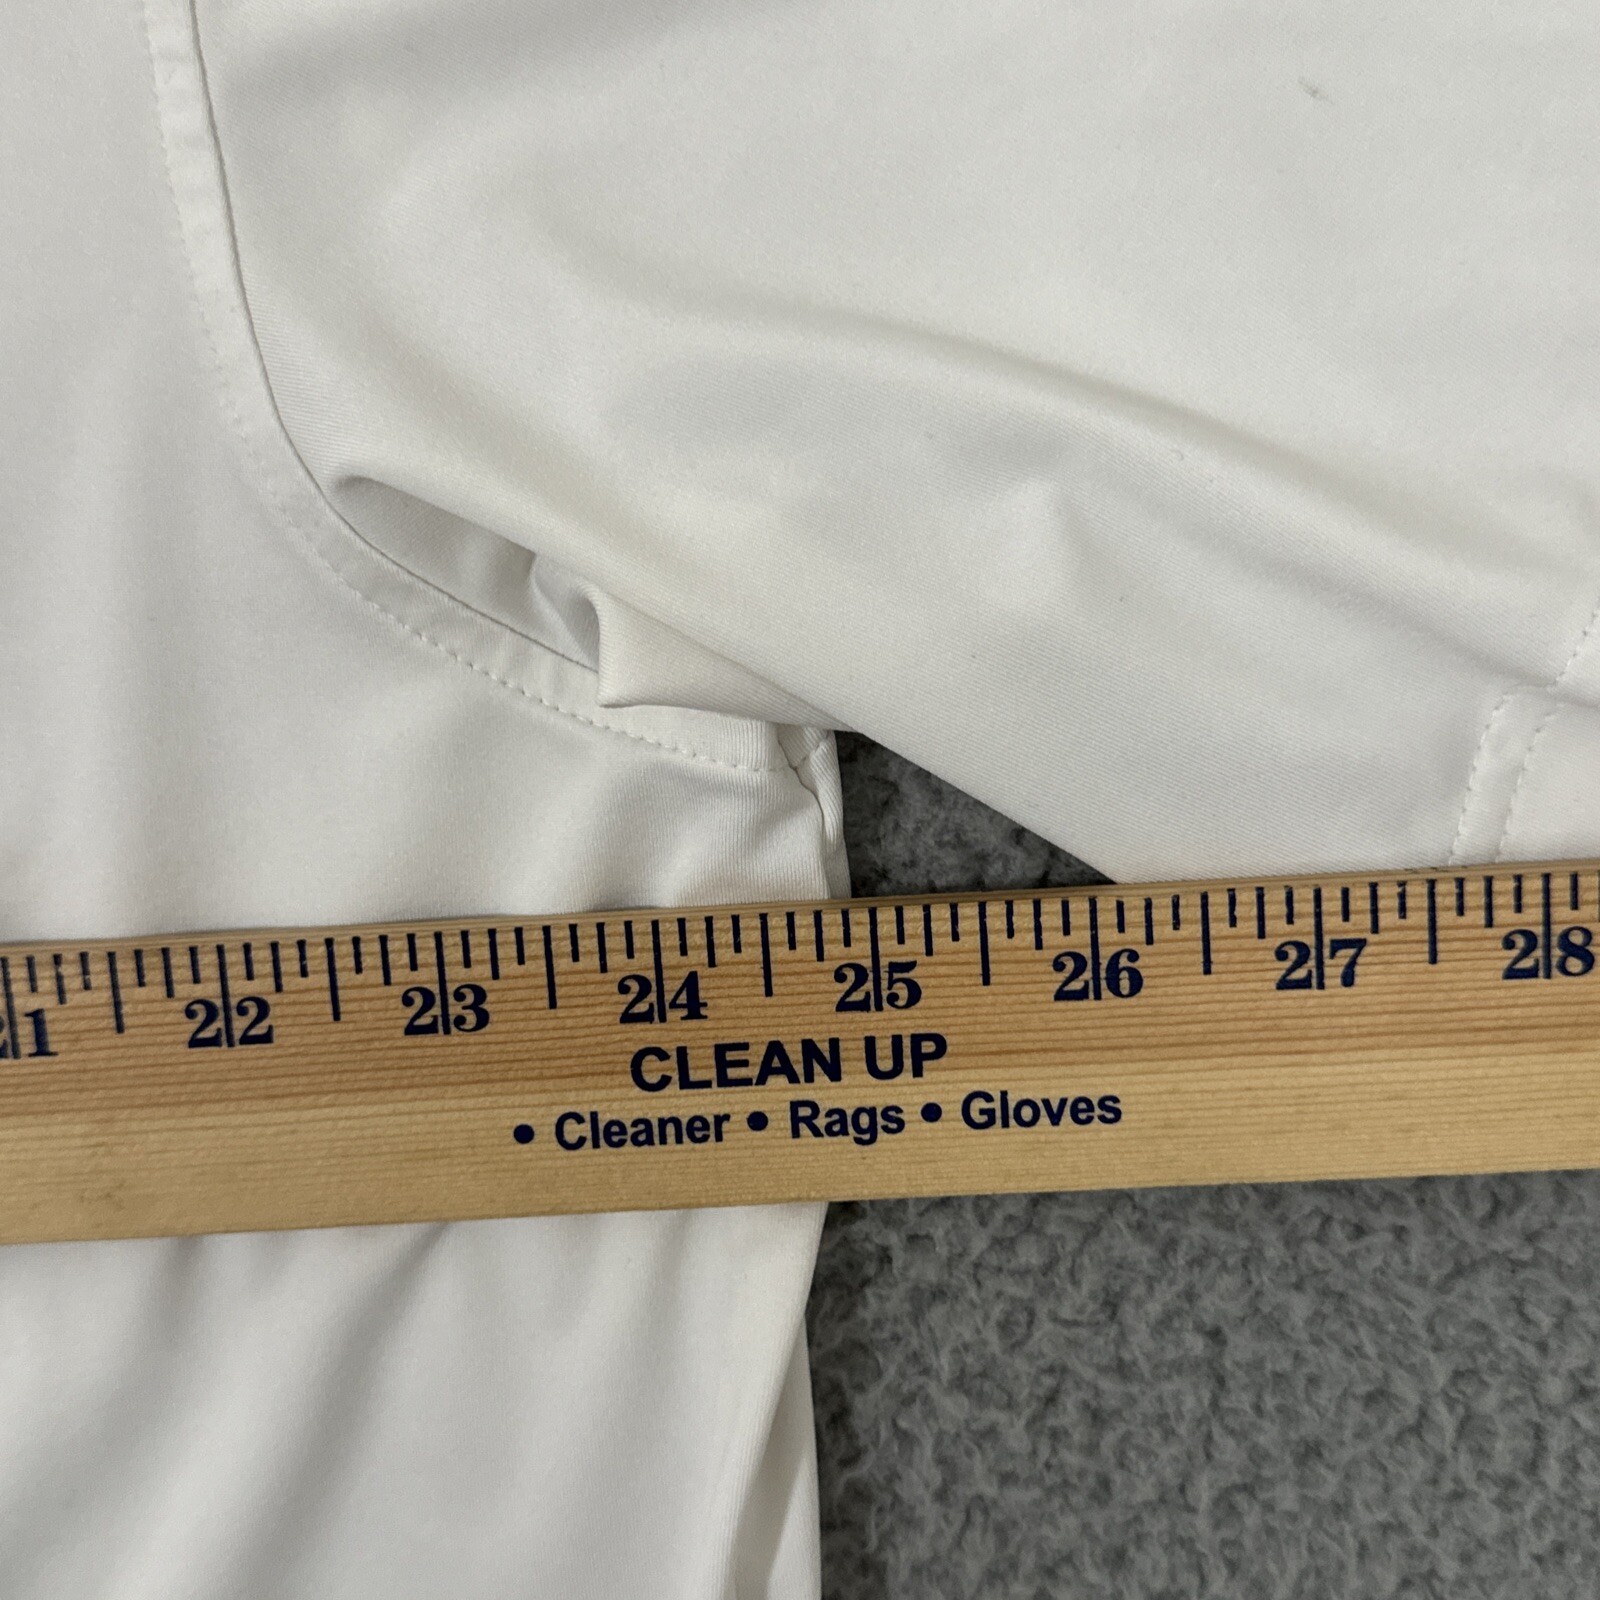 21 22 23 24 25 26 27 28
CLEAN UP
• Cleaner • Rags • Gloves